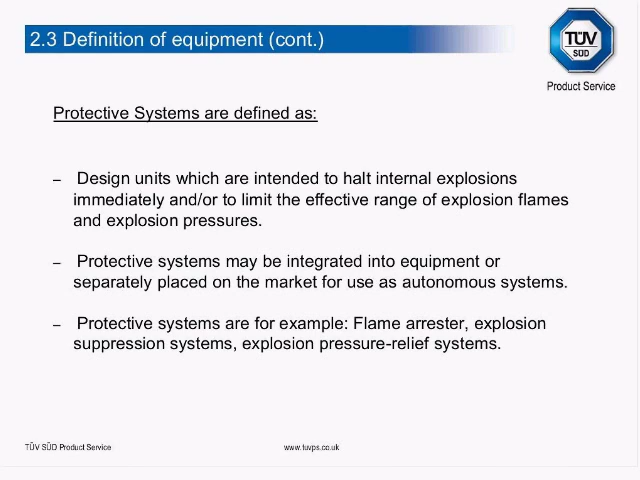 2.3 Definition of equipment (cont.)
TÜV
SÜD
Product Service
Protective Systems are defined as:
– Design units which are intended to halt internal explosions
immediately and/or to limit the effective range of explosion flames
and explosion pressures.
– Protective systems may be integrated into equipment or
separately placed on the market for use as autonomous systems.
– Protective systems are for example: Flame arrester, explosion
suppression systems, explosion pressure-relief systems.
TÜV SÜD Product Service www.tuvps.co.uk